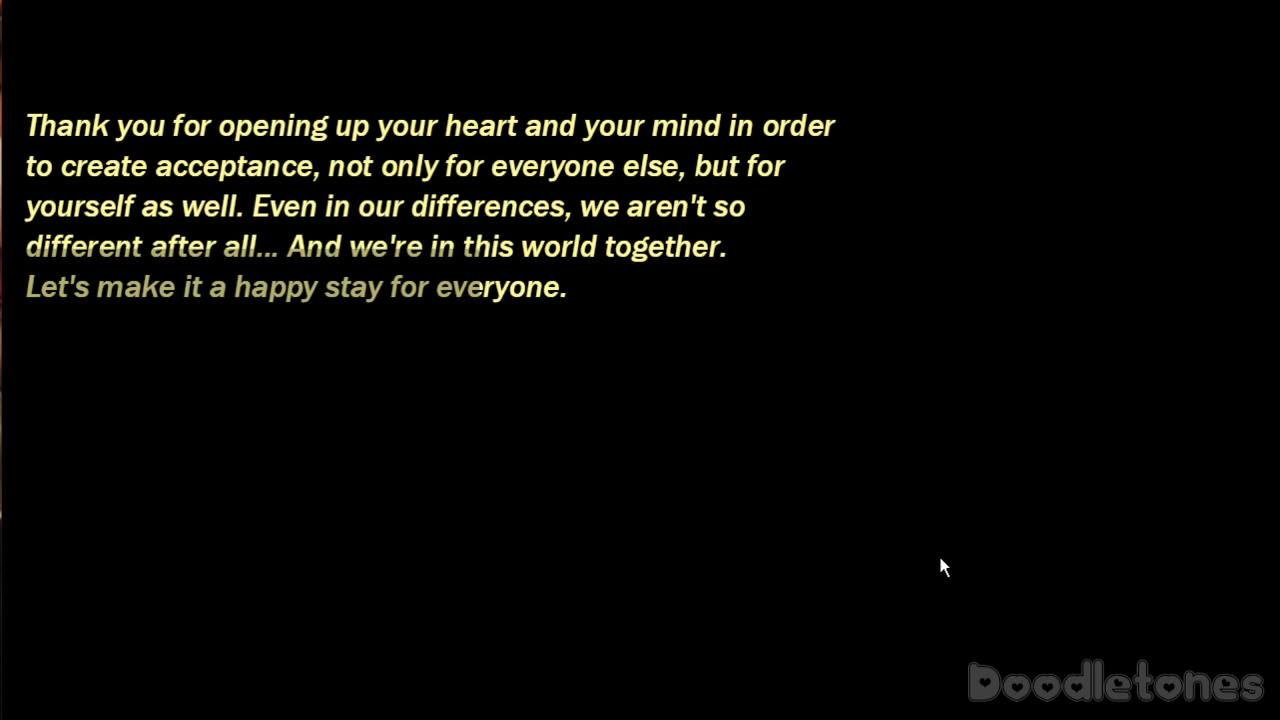 Thank you for opening up your heart and your mind in order
to create acceptance, not only for everyone else, but for
yourself as well. Even in our differences, we aren't so
different after all... And we're in this world together.
Let's make it a happy stay for everyone.
Doodletones